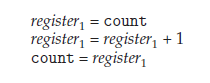 register₁ = count
register₁ = register₁ + 1
count = register₁